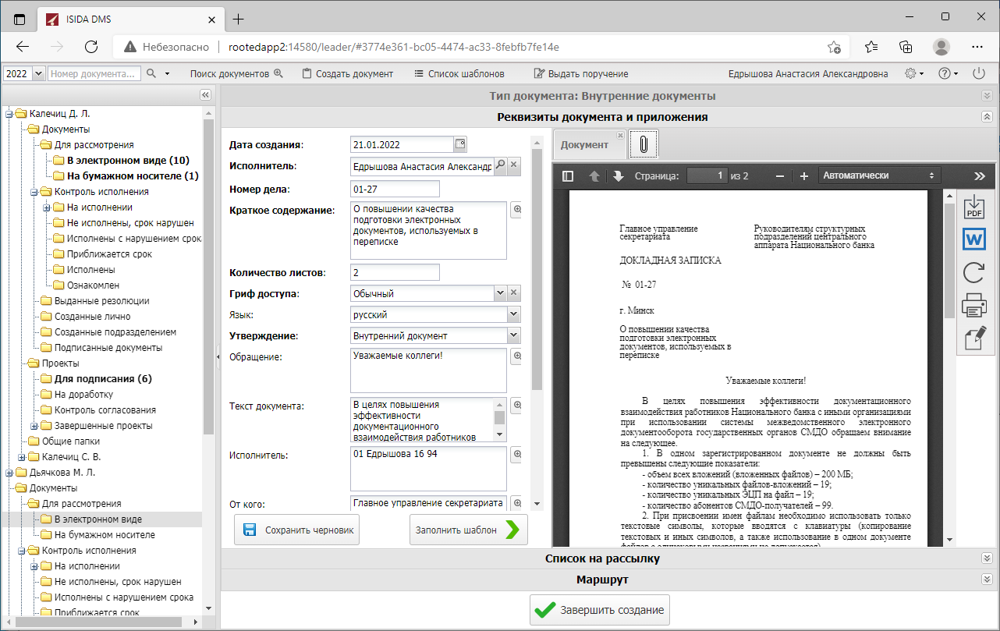 ISIDA DMS
Небезопасно
rootedapp2:14580/leader/#3774e361-bc05-4474-ac33-8febfb7fe14e
2022
Номер документа...
Поиск документов
Создать документ
Список шаблонов
Выдать поручение
Едрышова Анастасия Александровна
Калечиц Д. Л.
Документы
Для рассмотрения
В электронном виде (10)
На бумажном носителе (1)
Контроль исполнения
На исполнении
Не исполнены, срок нарушен
Исполнены с нарушением срока
Приближается срок
Исполнены
Ознакомлен
Выданные резолюции
Созданные лично
Созданные подразделением
Подписанные документы
Проекты
Для подписания (6)
На доработку
Контроль согласования
Завершенные проекты
Общие папки
Калечиц С. В.
Дьячкова М. Л.
Документы
Для рассмотрения
В электронном виде
На бумажном носителе
Контроль исполнения
На исполнении
Не исполнены, срок нарушен
Исполнены с нарушением срока
Приближается срок
Тип документа: Внутренние документы
Реквизиты документа и приложения
Дата создания: 21.01.2022
Исполнитель: Едрышова Анастасия Александр
Номер дела: 01-27
Краткое содержание: О повышении качества
подготовки электронных
документов, используемых в
переписке
Количество листов: 2
Гриф доступа: Обычный
Язык: русский
Утверждение: Внутренний документ
Обращение: Уважаемые коллеги!
Текст документа: В целях повышения
эффективности
документационного
взаимодействия работников
Исполнитель: 01 Едрышова 16 94
От кого: Главное управление секретариата
Сохранить черновик
Заполнить шаблон
Документ
Страница: 1 из 2
Автоматически
PDF
W
Главное управление
секретариата
Руководителям структурных
подразделений центрального
аппарата Национального банка
ДОКЛАДНАЯ ЗАПИСКА
№ 01-27
г. Минск
О повышении качества
подготовки электронных
документов, используемых в
переписке
Уважаемые коллеги!
В целях повышения эффективности документационного
взаимодействия работников Национального банка с иными организациями
при использовании системы межведомственного электронного
документооборота государственных органов СМДО обращаем внимание
на следующее.
1. В одном зарегистрированном документе не должны быть
превышены следующие показатели:
- объем всех вложений (вложенных файлов) – 200 МБ;
- количество уникальных файлов-вложений – 19;
- количество уникальных ЭЦП на файл – 19;
- количество абонентов СМДО-получателей – 99.
2. При присвоении имен файлам необходимо использовать только
текстовые символы, которые вводятся с клавиатуры (копирование
текстовых и иных символов, а также использование в одном документе
файлов с одинаковыми названиями не допускается)
Список на рассылку
Маршрут
Завершить создание